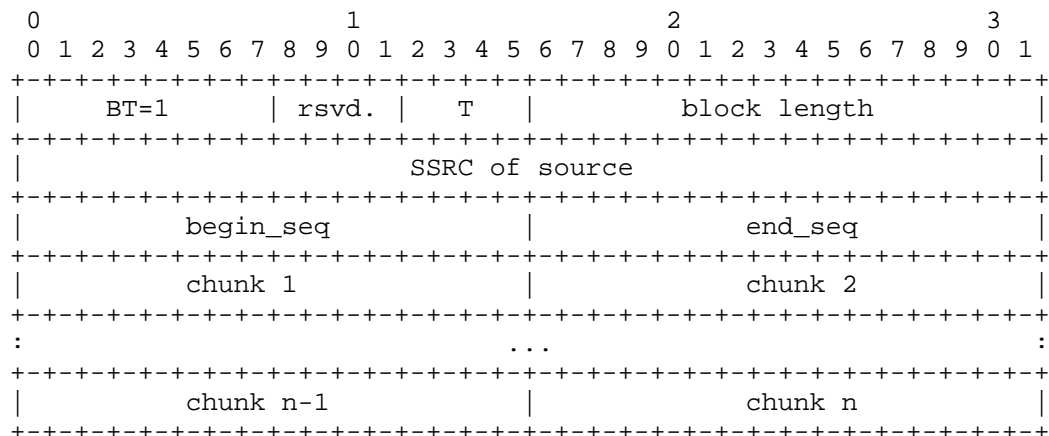 0                   1                   2                   3
 0 1 2 3 4 5 6 7 8 9 0 1 2 3 4 5 6 7 8 9 0 1 2 3 4 5 6 7 8 9 0 1
+-+-+-+-+-+-+-+-+-+-+-+-+-+-+-+-+-+-+-+-+-+-+-+-+-+-+-+-+-+-+-+-+
|     BT=1      | rsvd. |   T   |         block length          |
+-+-+-+-+-+-+-+-+-+-+-+-+-+-+-+-+-+-+-+-+-+-+-+-+-+-+-+-+-+-+-+-+
|                        SSRC of source                         |
+-+-+-+-+-+-+-+-+-+-+-+-+-+-+-+-+-+-+-+-+-+-+-+-+-+-+-+-+-+-+-+-+
|          begin_seq            |             end_seq           |
+-+-+-+-+-+-+-+-+-+-+-+-+-+-+-+-+-+-+-+-+-+-+-+-+-+-+-+-+-+-+-+-+
|          chunk 1              |             chunk 2           |
+-+-+-+-+-+-+-+-+-+-+-+-+-+-+-+-+-+-+-+-+-+-+-+-+-+-+-+-+-+-+-+-+
:                              ...                              :
+-+-+-+-+-+-+-+-+-+-+-+-+-+-+-+-+-+-+-+-+-+-+-+-+-+-+-+-+-+-+-+-+
|          chunk n-1            |             chunk n           |
+-+-+-+-+-+-+-+-+-+-+-+-+-+-+-+-+-+-+-+-+-+-+-+-+-+-+-+-+-+-+-+-+